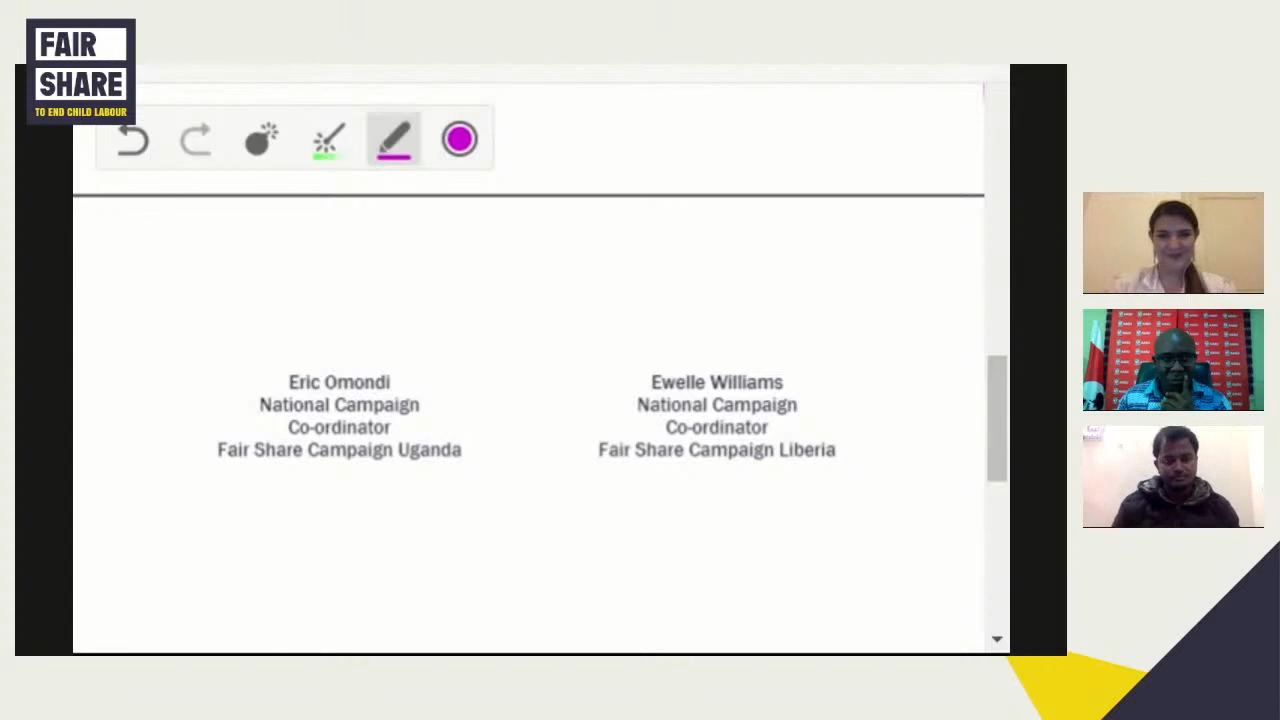 FAIR
SHARE
TO END CHILD LABOUR
Eric Omondi
National Campaign
Co-ordinator
Fair Share Campaign Uganda
Ewelle Williams
National Campaign
Co-ordinator
Fair Share Campaign Liberia